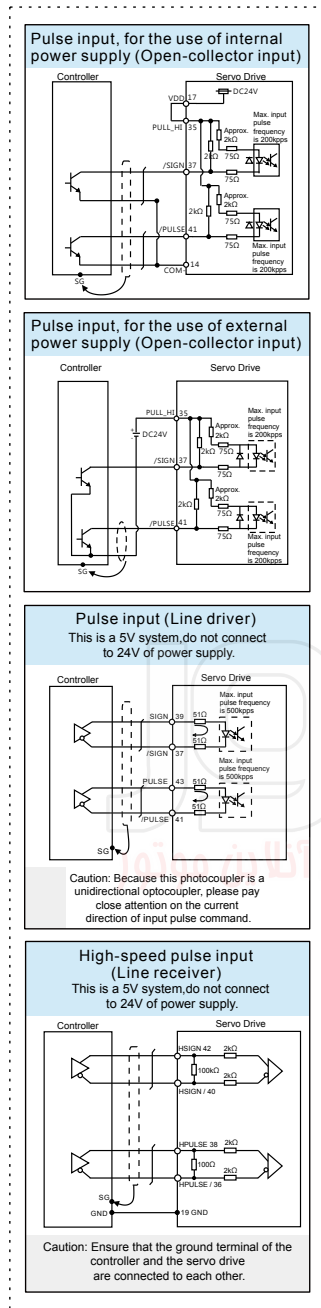 Pulse input, for the use of internal
power supply (Open-collector input)
Controller
Servo Drive
VDD 17
DC24V
PULL_HI 35
Max. input
pulse
frequency
is 200kpps
Approx.
2kΩ
2kΩ
75Ω
/SIGN 37
75Ω
Approx.
2kΩ
2kΩ
75Ω
/PULSE 41
75Ω
Max. input
pulse
frequency
is 200kpps
14
COM-
SG
Pulse input, for the use of external
power supply (Open-collector input)
Controller
Servo Drive
PULL_HI 35
Max. input
pulse
frequency
is 200kpps
+
-
DC24V
Approx.
2kΩ
2kΩ 75Ω
/SIGN 37
75Ω
Approx.
2kΩ
2kΩ
75Ω
/PULSE 41
75Ω
Max. input
pulse
frequency
is 200kpps
SG
Pulse input (Line driver)
This is a 5V system,do not connect
to 24V of power supply.
Controller
Servo Drive
Max. input
pulse frequency
is 500kpps
SIGN 39 51Ω
51Ω
/SIGN 37
Max. input
pulse frequency
is 500kpps
PULSE 43 51Ω
51Ω
/PULSE 41
SG
آنلاین موتور
Caution: Because this photocoupler is a
unidirectional optocoupler, please pay
close attention on the current
direction of input pulse command.
High-speed pulse input
(Line receiver)
This is a 5V system,do not connect
to 24V of power supply.
Controller
Servo Drive
HSIGN 42 2kΩ
100kΩ
2kΩ
HSIGN / 40
HPULSE 38 2kΩ
100Ω
2kΩ
HPULSE / 36
SG
GND
19 GND
Caution: Ensure that the ground terminal of the
controller and the servo drive
are connected to each other.